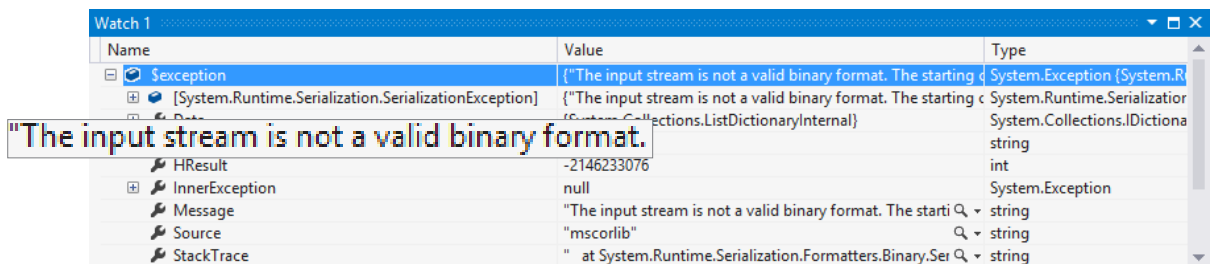 Watch 1
Name Value Type
$exception {"The input stream is not a valid binary format. The starting c System.Exception {System.Ru
[System.Runtime.Serialization.SerializationException] {"The input stream is not a valid binary format. The starting c System.Runtime.Serialization
Data {System.Collections.ListDictionaryInternal} System.Collections.IDictiona
"The input stream is not a valid binary format. string
HResult -2146233076 int
InnerException null System.Exception
Message "The input stream is not a valid binary format. The starti string
Source "mscorlib" string
StackTrace " at System.Runtime.Serialization.Formatters.Binary.Ser string